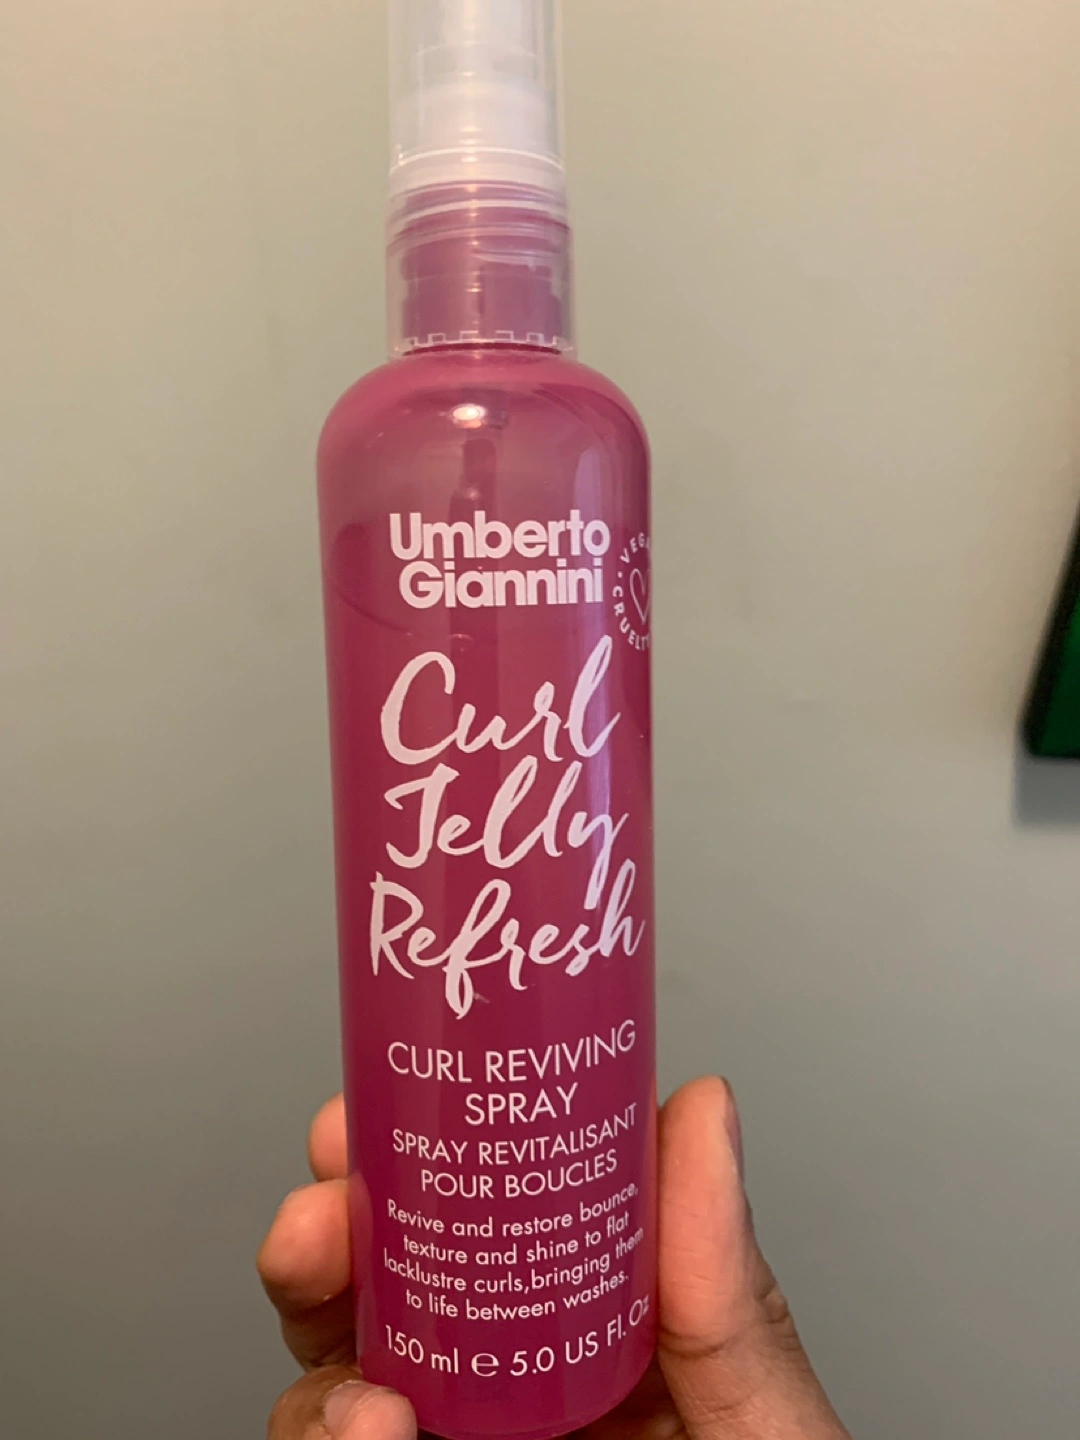 Umberto
Giannini
CRUELTY
Curl
Jelly
Refresh
CURL REVIVING
SPRAY
SPRAY REVITALISANT
POUR BOUCLES
Revive and restore bounce,
texture and shine to flat
lacklustre curls,bringing them
to life between washes.
150 ml ℮ 5.0 US Fl. Oz